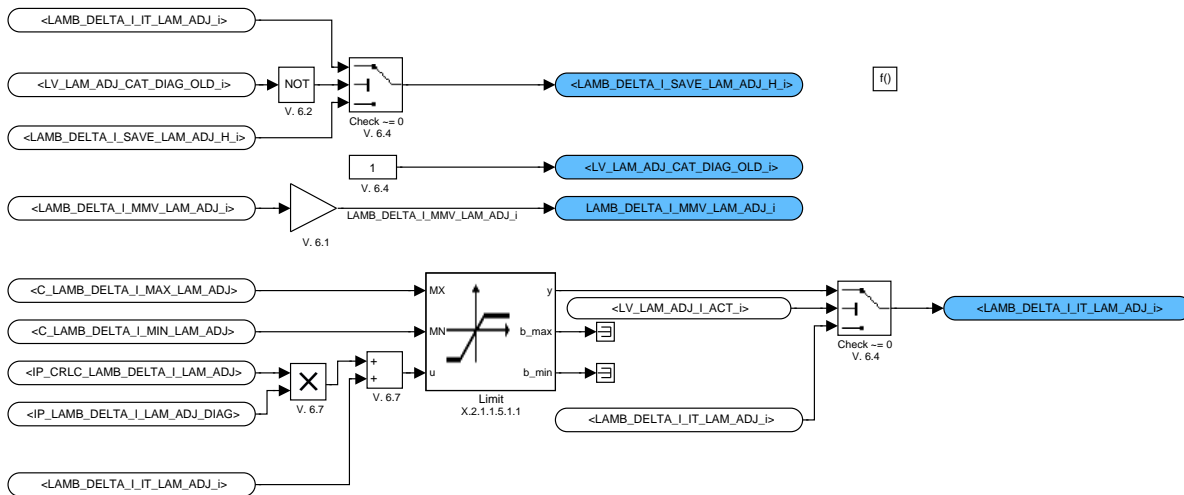 <LAMB_DELTA_I_IT_LAM_ADJ_i>
<LV_LAM_ADJ_CAT_DIAG_OLD_i>
NOT
V. 6.2
<LAMB_DELTA_I_SAVE_LAM_ADJ_H_i>
Check ~= 0
V. 6.4
<LAMB_DELTA_I_SAVE_LAM_ADJ_H_i>
f()
1
V. 6.4
<LV_LAM_ADJ_CAT_DIAG_OLD_i>
<LAMB_DELTA_I_MMV_LAM_ADJ_i>
V. 6.1
LAMB_DELTA_I_MMV_LAM_ADJ_i
LAMB_DELTA_I_MMV_LAM_ADJ_i
<C_LAMB_DELTA_I_MAX_LAM_ADJ>
<C_LAMB_DELTA_I_MIN_LAM_ADJ>
<IP_CRLC_LAMB_DELTA_I_LAM_ADJ>
<IP_LAMB_DELTA_I_LAM_ADJ_DIAG>
V. 6.7
+
+
V. 6.7
<LAMB_DELTA_I_IT_LAM_ADJ_i>
MX
MN
u
y
b_max
b_min
Limit
X.2.1.1.5.1.1
<LV_LAM_ADJ_I_ACT_i>
<LAMB_DELTA_I_IT_LAM_ADJ_i>
Check ~= 0
V. 6.4
<LAMB_DELTA_I_IT_LAM_ADJ_i>